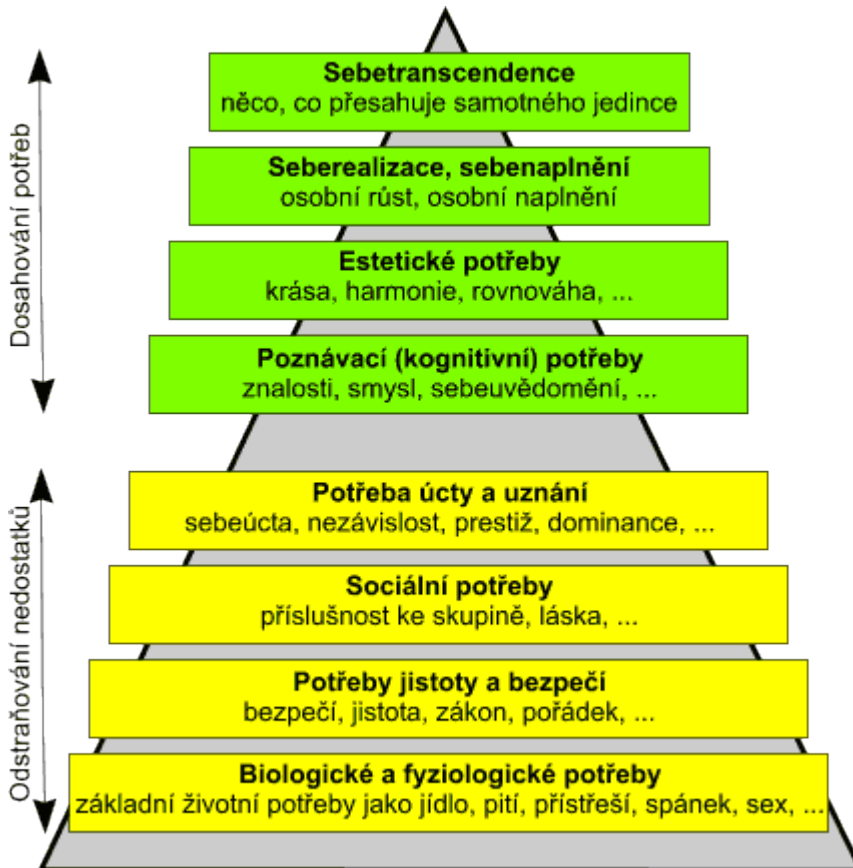 Sebetranscendence
něco, co přesahuje samotného jedince
Seberealizace, sebenaplnění
osobní růst, osobní naplnění
Estetické potřeby
krása, harmonie, rovnováha, ...
Poznávací (kognitivní) potřeby
znalosti, smysl, sebeuvědomění, ...
Dosahování potřeb
Potřeba úcty a uznání
sebeúcta, nezávislost, prestiž, dominance, ...
Sociální potřeby
příslušnost ke skupině, láska, ...
Potřeby jistoty a bezpečí
bezpečí, jistota, zákon, pořádek, ...
Biologické a fyziologické potřeby
základní životní potřeby jako jídlo, pití, přístřeší, spánek, sex, ...
Odstraňování nedostatků